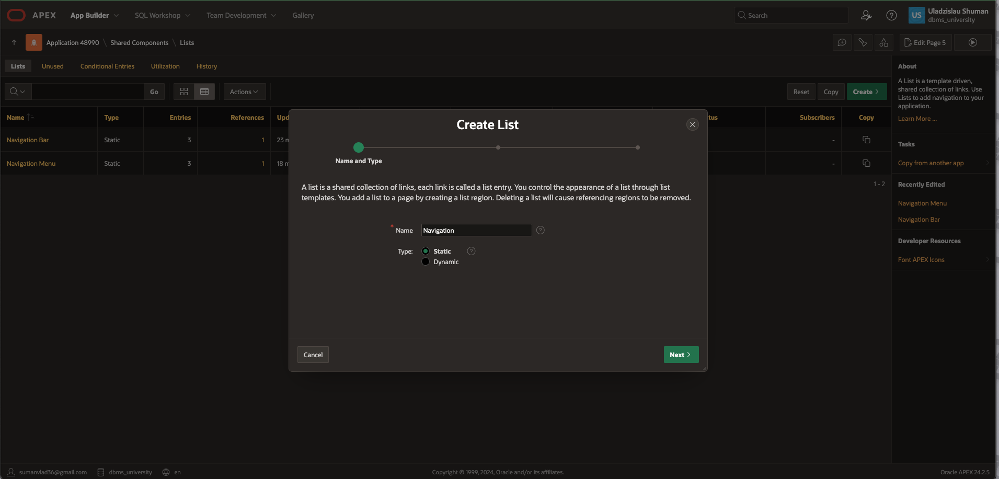 APEX App Builder SQL Workshop Team Development Gallery Search US Uladzislau Shuman
dbms_university
Application 48990 \ Shared Components \ Lists Edit Page 5
Lists Unused Conditional Entries Utilization History
Go Actions Reset Copy Create
Name Type Entries References Upd tus Subscribers Copy
Navigation Bar Static 3 1 23 m -
Navigation Menu Static 3 1 18 m -
1 - 2
About
A List is a template driven,
shared collection of links. Use
Lists to add navigation to your
application.
Learn More ...
Tasks
Copy from another app
Recently Edited
Navigation Menu
Navigation Bar
Developer Resources
Font APEX Icons
Create List
Name and Type
A list is a shared collection of links, each link is called a list entry. You control the appearance of a list through list
templates. You add a list to a page by creating a list region. Deleting a list will cause referencing regions to be removed.
* Name Navigation ?
Type: Static ?
Dynamic
Cancel Next
sumanvlad36@gmail.com dbms_university en Copyright © 1999, 2024, Oracle and/or its affiliates. Oracle APEX 24.2.5